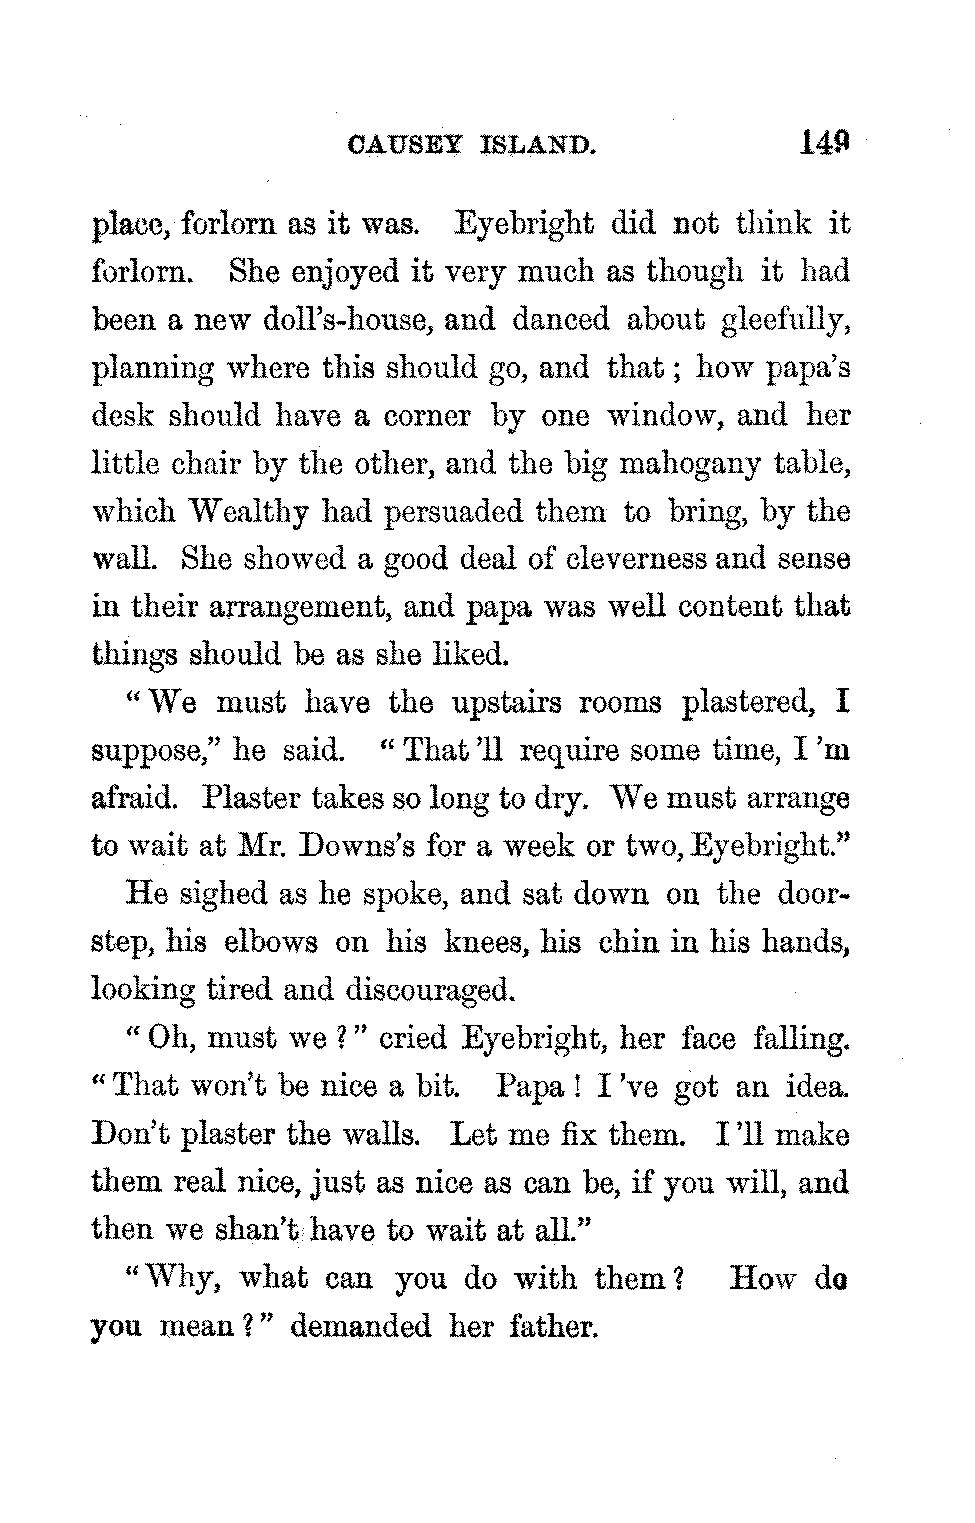 CAUSEY ISLAND. 149
place, forlorn as it was. Eyebright did not think it
forlorn. She enjoyed it very much as though it had
been a new doll's-house, and danced about gleefully,
planning where this should go, and that ; how papa's
desk should have a corner by one window, and her
little chair by the other, and the big mahogany table,
which Wealthy had persuaded them to bring, by the
wall. She showed a good deal of cleverness and sense
in their arrangement, and papa was well content that
things should be as she liked.
“ We must have the upstairs rooms plastered, I
suppose,” he said. “ That 'll require some time, I 'm
afraid. Plaster takes so long to dry. We must arrange
to wait at Mr. Downs's for a week or two, Eyebright.”
He sighed as he spoke, and sat down on the door-
step, his elbows on his knees, his chin in his hands,
looking tired and discouraged.
“ Oh, must we ? ” cried Eyebright, her face falling.
“ That won't be nice a bit. Papa ! I 've got an idea.
Don't plaster the walls. Let me fix them. I 'll make
them real nice, just as nice as can be, if you will, and
then we shan't have to wait at all.”
“ Why, what can you do with them ? How do
you mean ? ” demanded her father.